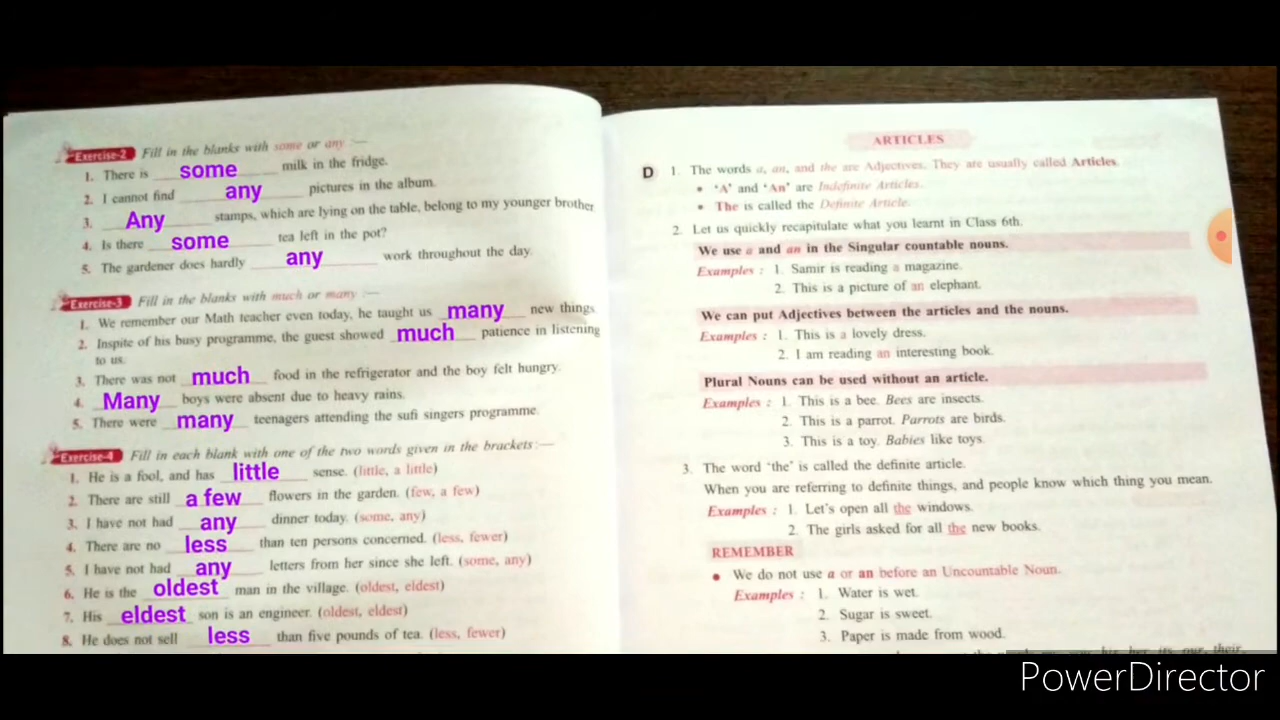 Exercise-2 Fill in the blanks with some or any :—
1. There is some milk in the fridge.
2. I cannot find any pictures in the album.
3. Any stamps, which are lying on the table, belong to my younger brother
4. Is there some tea left in the pot?
5. The gardener does hardly any work throughout the day.
Exercise-3 Fill in the blanks with much or many :—
1. We remember our Math teacher even today, he taught us many new things
2. Inspite of his busy programme, the guest showed much patience in listening
to us.
3. There was not much food in the refrigerator and the boy felt hungry.
4. Many boys were absent due to heavy rains.
5. There were many teenagers attending the sufi singers programme.
Exercise-4 Fill in each blank with one of the two words given in the brackets:—
1. He is a fool, and has little sense. (little, a little)
2. There are still a few flowers in the garden. (few, a few)
3. I have not had any dinner today. (some, any)
4. There are no less than ten persons concerned. (less, fewer)
5. I have not had any letters from her since she left. (some, any)
6. He is the oldest man in the village. (oldest, eldest)
7. His eldest son is an engineer. (oldest, eldest)
8. He does not sell less than five pounds of tea. (less, fewer)
ARTICLES
D 1. The words a, an, and the are Adjectives. They are usually called Articles.
• 'A' and 'An' are Indefinite Articles.
• The is called the Definite Article.
2. Let us quickly recapitulate what you learnt in Class 6th.
We use a and an in the Singular countable nouns.
Examples : 1. Samir is reading a magazine.
2. This is a picture of an elephant.
We can put Adjectives between the articles and the nouns.
Examples : 1. This is a lovely dress.
2. I am reading an interesting book.
Plural Nouns can be used without an article.
Examples : 1. This is a bee. Bees are insects.
2. This is a parrot. Parrots are birds.
3. This is a toy. Babies like toys.
3. The word 'the' is called the definite article.
When you are referring to definite things, and people know which thing you mean.
Examples : 1. Let's open all the windows.
2. The girls asked for all the new books.
REMEMBER
• We do not use a or an before an Uncountable Noun.
Examples : 1. Water is wet.
2. Sugar is sweet.
3. Paper is made from wood.
his, her, its, our, their,
PowerDirector